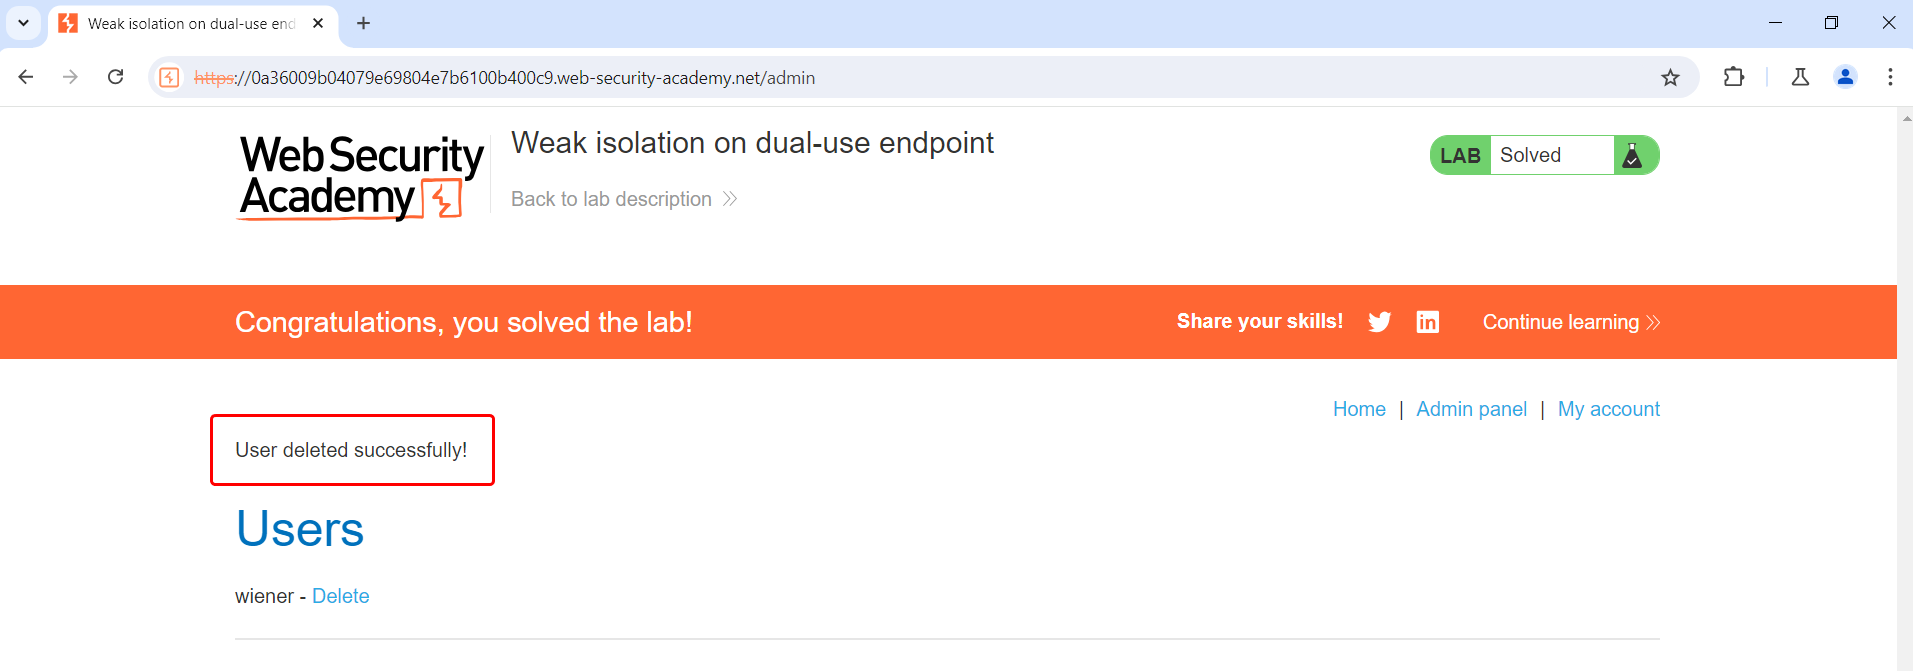 Weak isolation on dual-use end
https://0a36009b04079e69804e7b6100b400c9.web-security-academy.net/admin
Web Security
Academy
Weak isolation on dual-use endpoint
Back to lab description
LAB Solved
Congratulations, you solved the lab!
Share your skills!
Continue learning
Home | Admin panel | My account
User deleted successfully!
Users
wiener - Delete